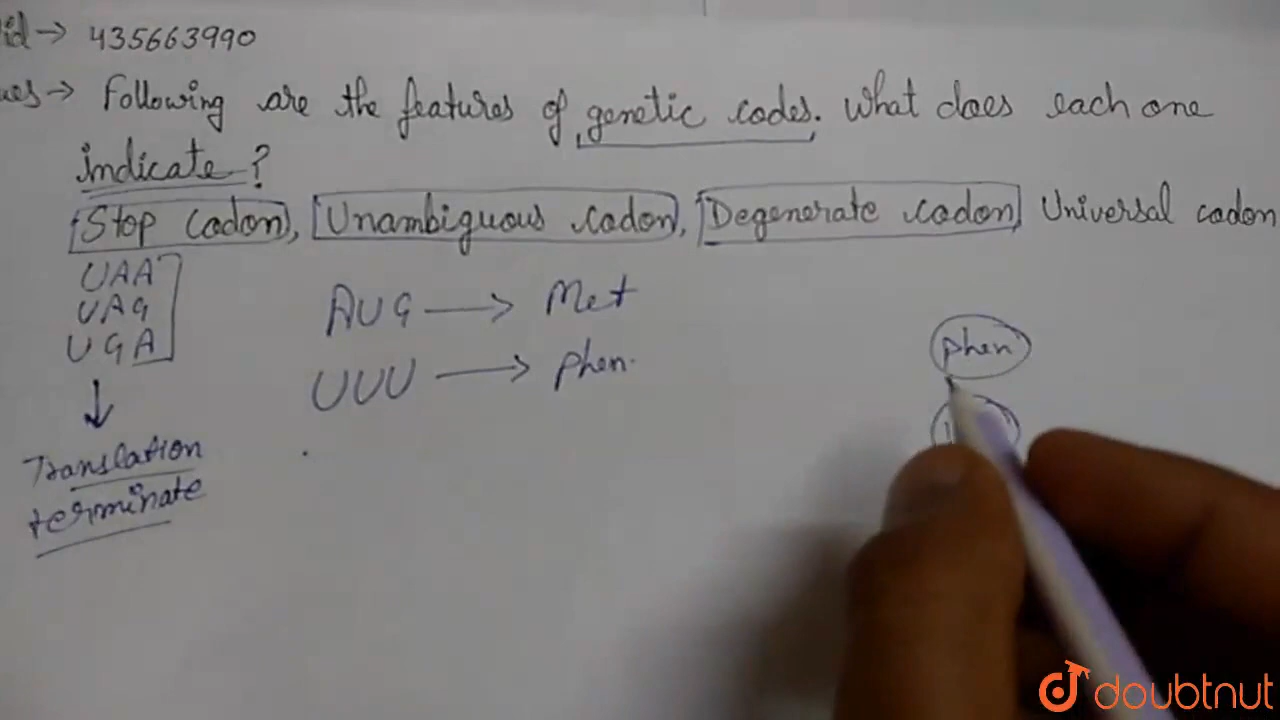 id → 435663990
ues → Following are the features of genetic codes. What does each one
indicate?
Stop codon, Unambiguous codon, Degenerate codon, Universal codon
UAA
UAG
UGA
AUG → Met
UUU → Phen.
phen
↓
Translation
terminate
doubtnut